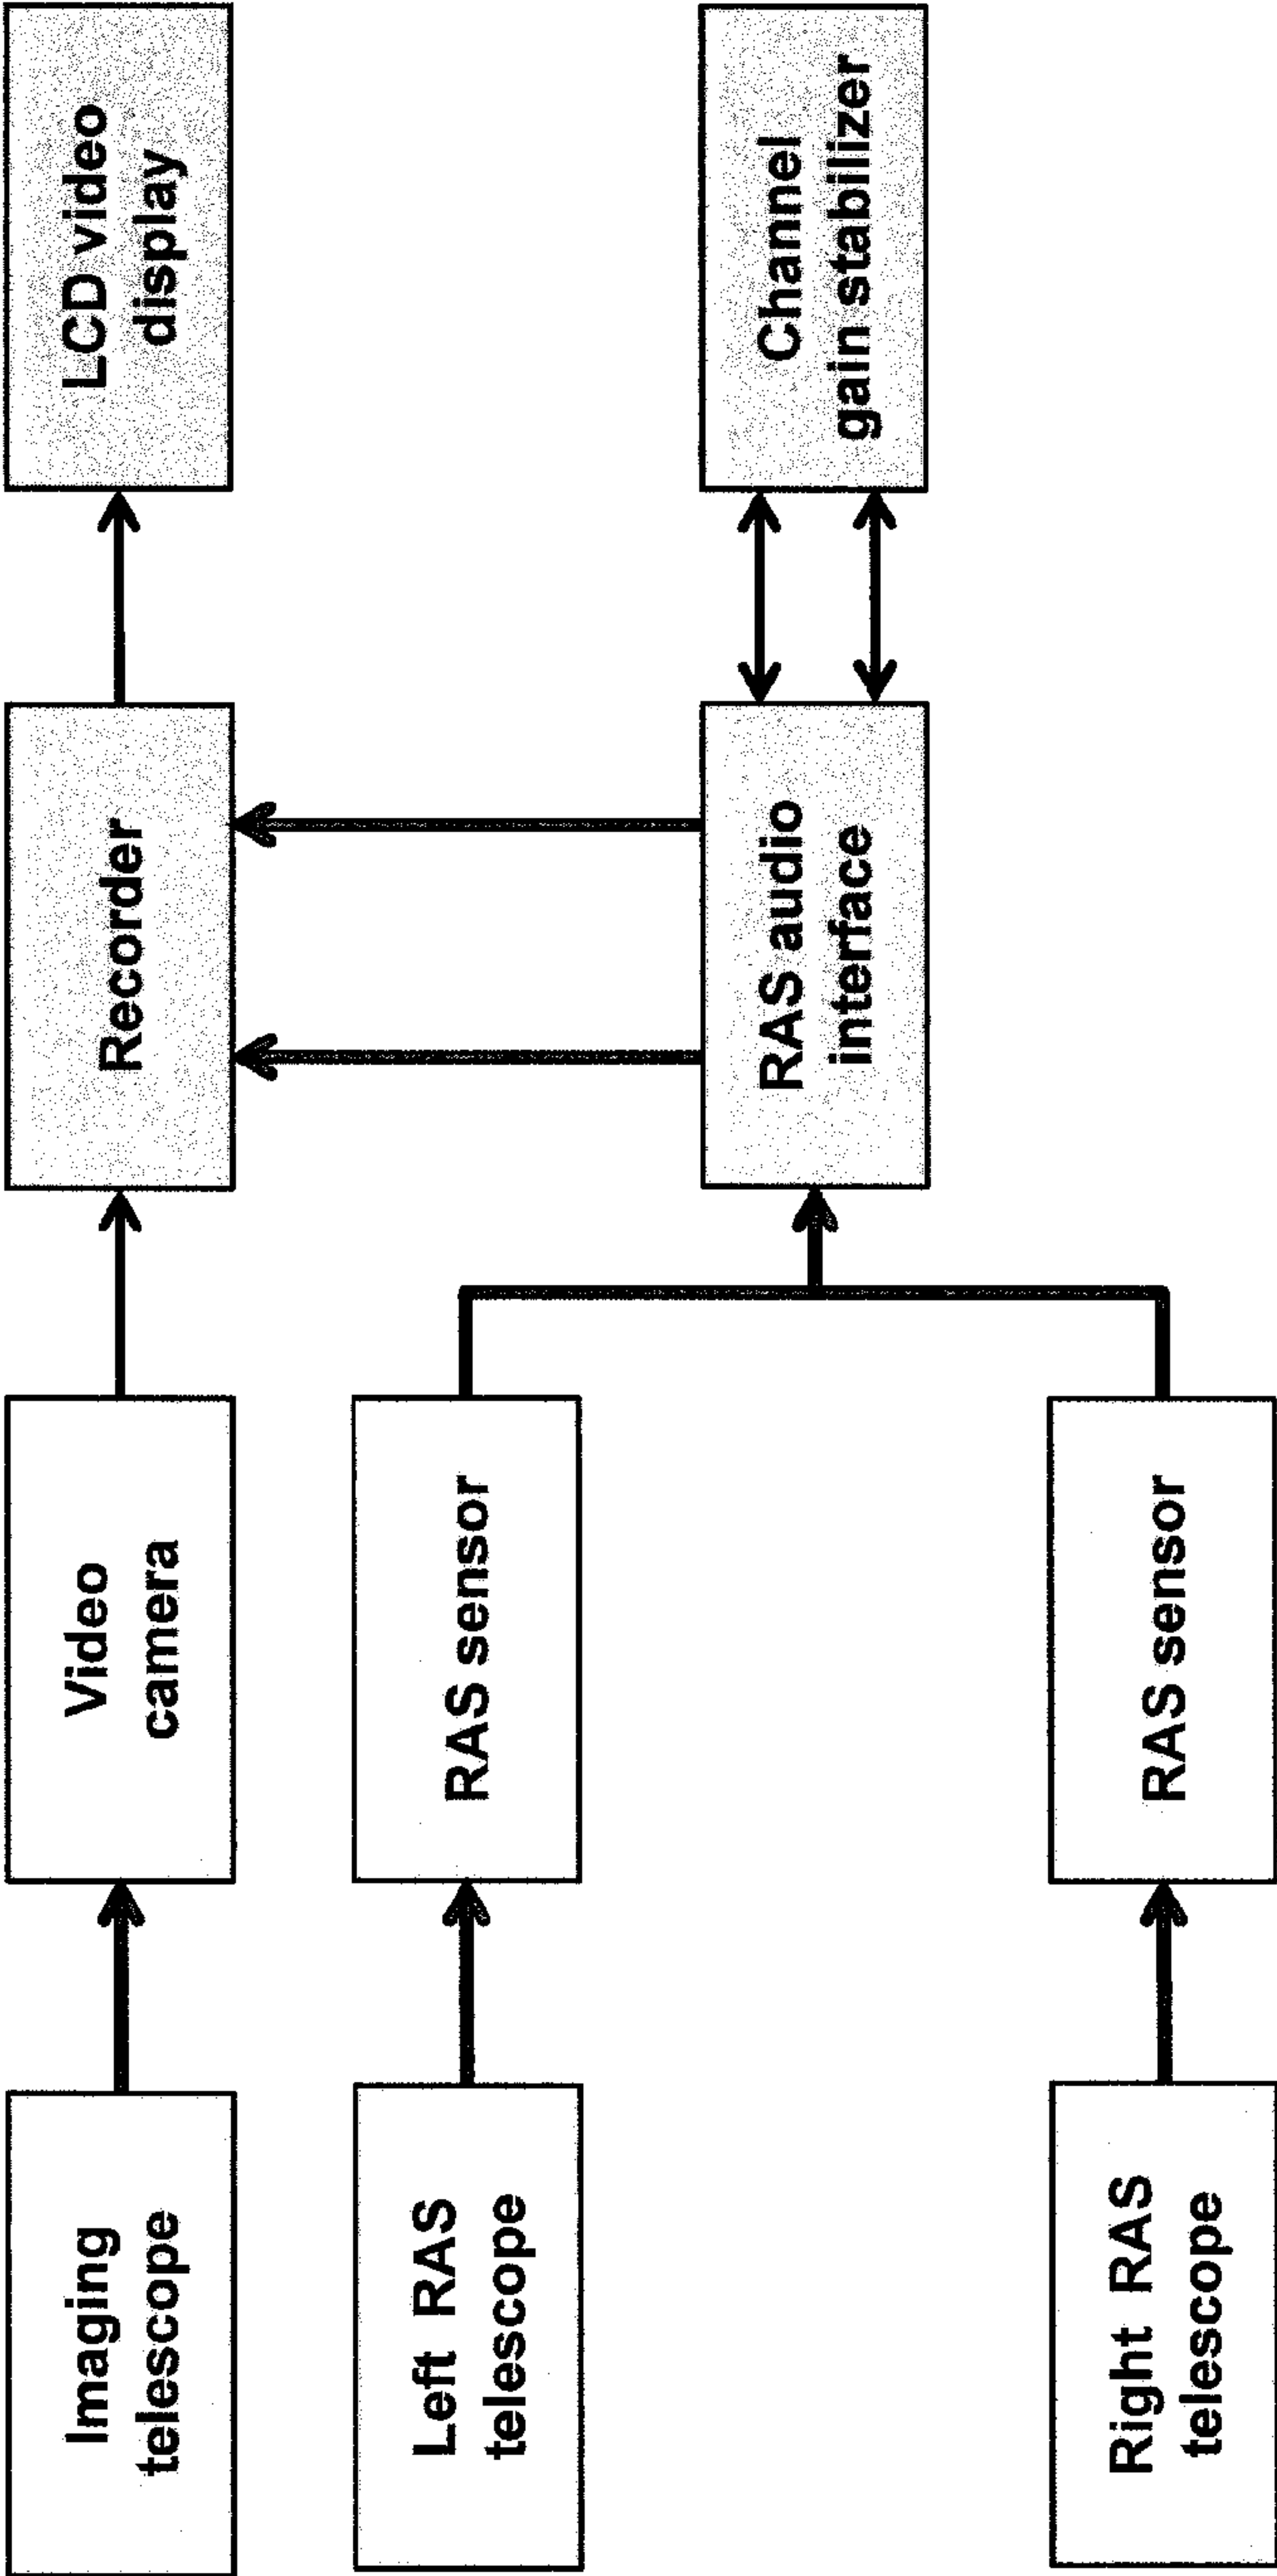 Imaging
telescope
Video
camera
Recorder
LCD video
display
Left RAS
telescope
RAS sensor
RAS audio
interface
Channel
gain stabilizer
Right RAS
telescope
RAS sensor